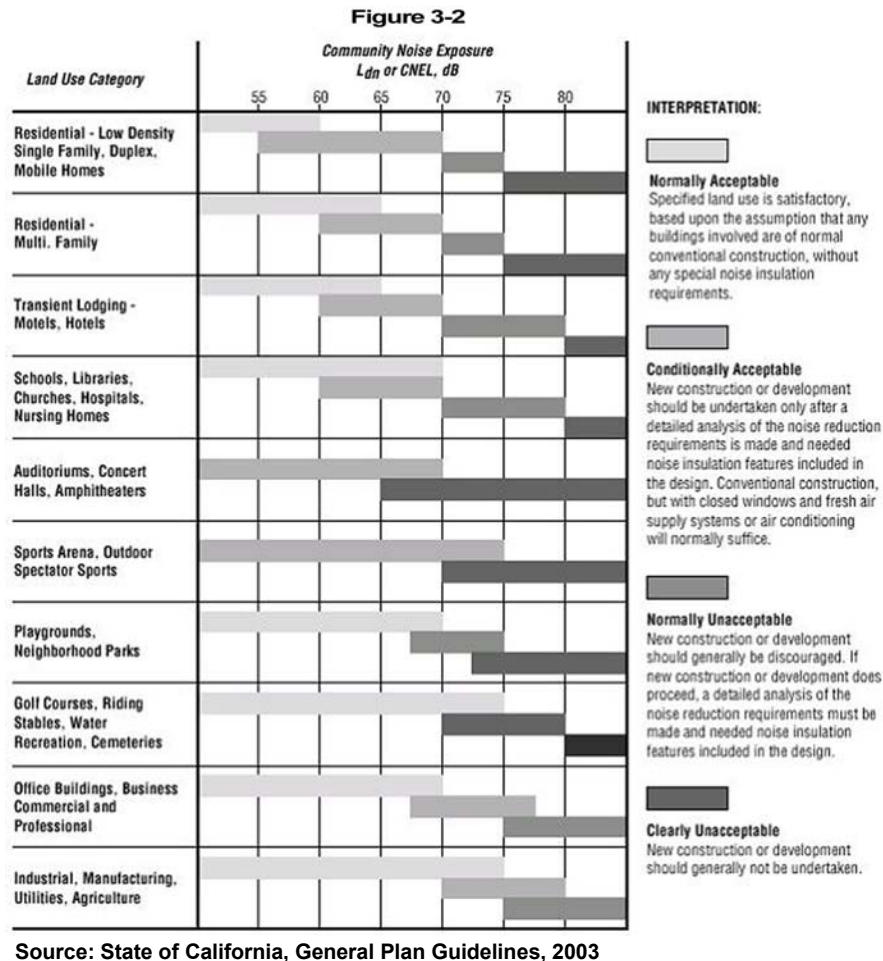 Figure 3-2
Land Use Category
Community Noise Exposure
Ldn or CNEL, dB
55 60 65 70 75 80
Residential - Low Density
Single Family, Duplex,
Mobile Homes
Residential -
Multi. Family
Transient Lodging -
Motels, Hotels
Schools, Libraries,
Churches, Hospitals,
Nursing Homes
Auditoriums, Concert
Halls, Amphitheaters
Sports Arena, Outdoor
Spectator Sports
Playgrounds,
Neighborhood Parks
Golf Courses, Riding
Stables, Water
Recreation, Cemeteries
Office Buildings, Business
Commercial and
Professional
Industrial, Manufacturing,
Utilities, Agriculture
INTERPRETATION:
Normally Acceptable
Specified land use is satisfactory,
based upon the assumption that any
buildings involved are of normal
conventional construction, without
any special noise insulation
requirements.
Conditionally Acceptable
New construction or development
should be undertaken only after a
detailed analysis of the noise reduction
requirements is made and needed
noise insulation features included in
the design. Conventional construction,
but with closed windows and fresh air
supply systems or air conditioning
will normally suffice.
Normally Unacceptable
New construction or development
should generally be discouraged. If
new construction or development does
proceed, a detailed analysis of the
noise reduction requirements must be
made and needed noise insulation
features included in the design.
Clearly Unacceptable
New construction or development
should generally not be undertaken.
Source: State of California, General Plan Guidelines, 2003